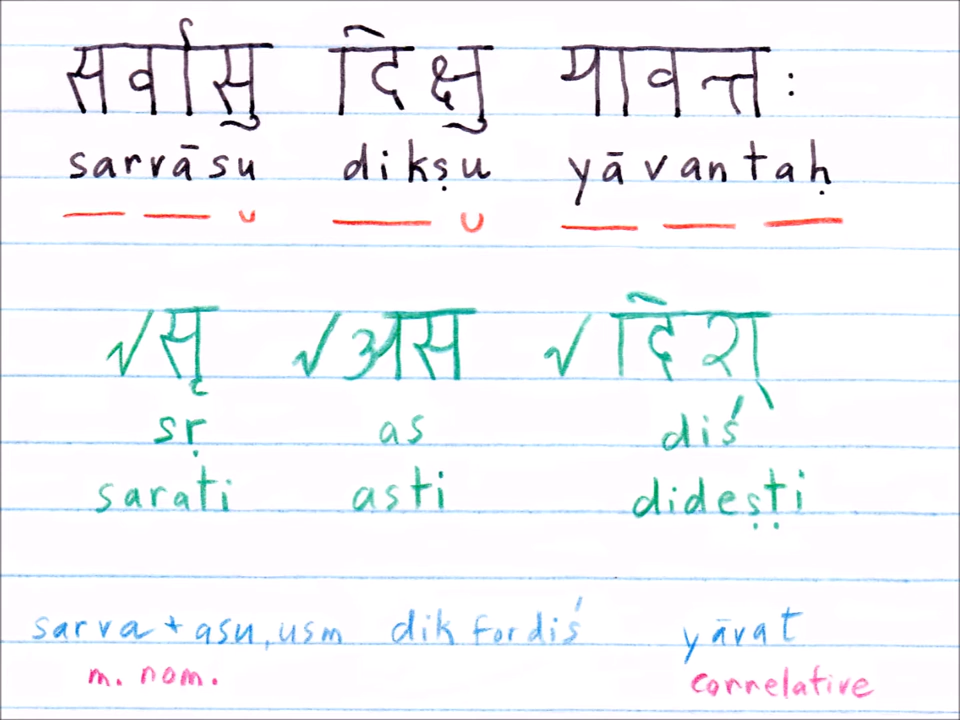 सर्वासु दिक्षु यावन्तः
sarvāsu dikṣu yāvantaḥ
√सृ √अस √दिश्
sṛ as diś
sarati asti dideṣṭi
sarva + asu, usm dik for diś yāvat
m. nom. correlative